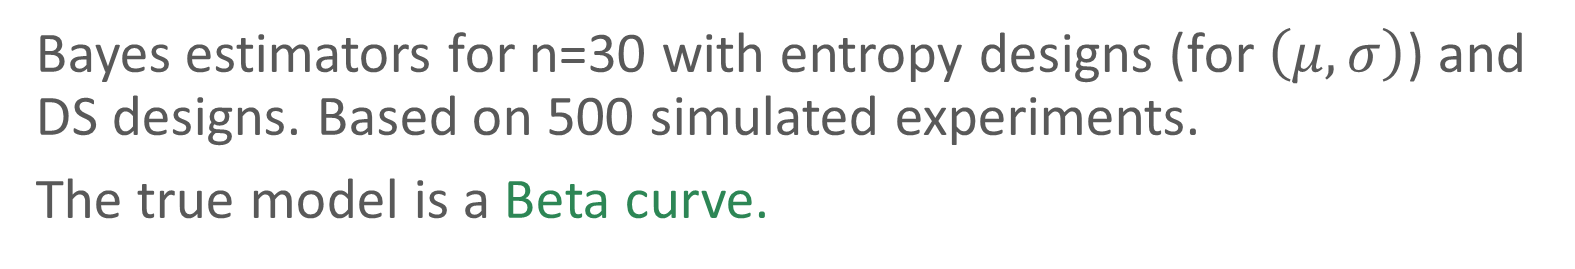 Bayes estimators for n=30 with entropy designs (for (μ, σ)) and
DS designs. Based on 500 simulated experiments.
The true model is a Beta curve.